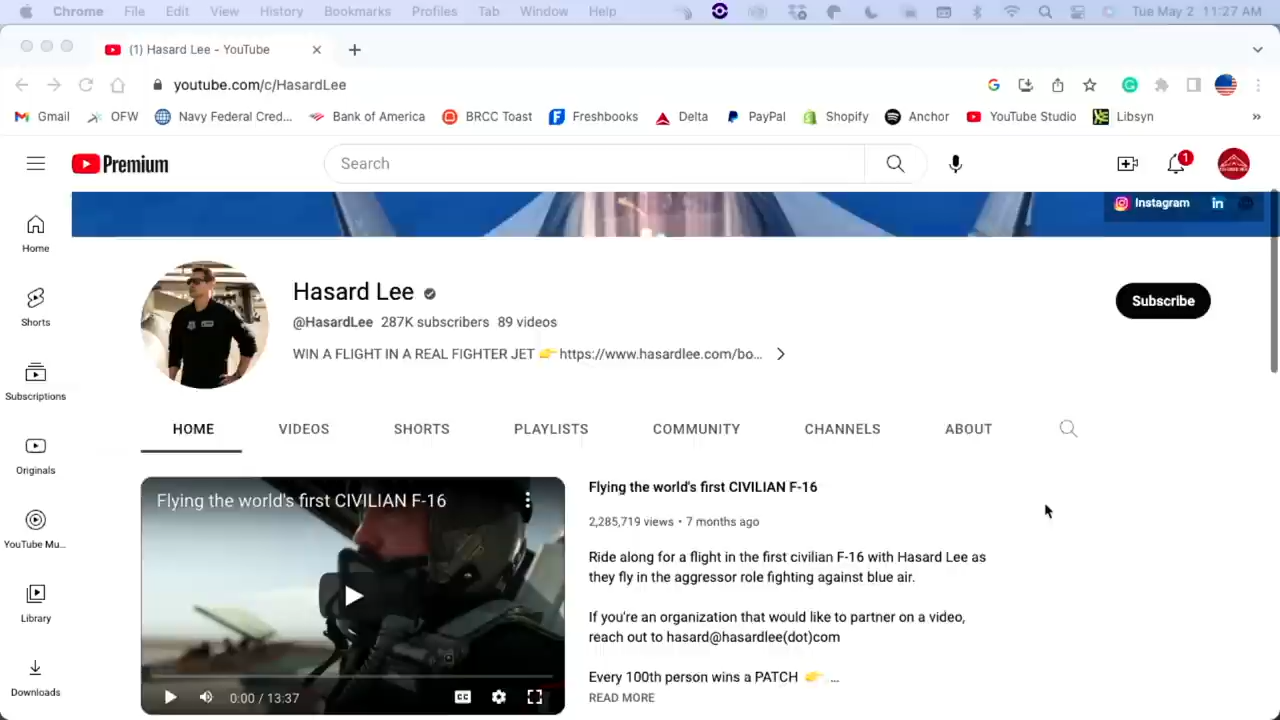 Chrome File Edit View History Bookmarks Profiles Tab Window Help Tue May 2 11:27 AM
(1) Hasard Lee - YouTube
youtube.com/c/HasardLee
Gmail OFW Navy Federal Cred... Bank of America BRCC Toast Freshbooks Delta PayPal Shopify Anchor YouTube Studio Libsyn »
Premium Search 1
Instagram in
Home
Shorts
Subscriptions
Originals
YouTube Mu...
Library
Downloads
Hasard Lee
Subscribe
@HasardLee 287K subscribers 89 videos
WIN A FLIGHT IN A REAL FIGHTER JET 👉 https://www.hasardlee.com/bo...
HOME VIDEOS SHORTS PLAYLISTS COMMUNITY CHANNELS ABOUT
Flying the world's first CIVILIAN F-16
0:00 / 13:37 CC
Flying the world's first CIVILIAN F-16
2,285,719 views • 7 months ago
Ride along for a flight in the first civilian F-16 with Hasard Lee as
they fly in the aggressor role fighting against blue air.
If you're an organization that would like to partner on a video,
reach out to hasard@hasardlee(dot)com
Every 100th person wins a PATCH 👉 ...
READ MORE